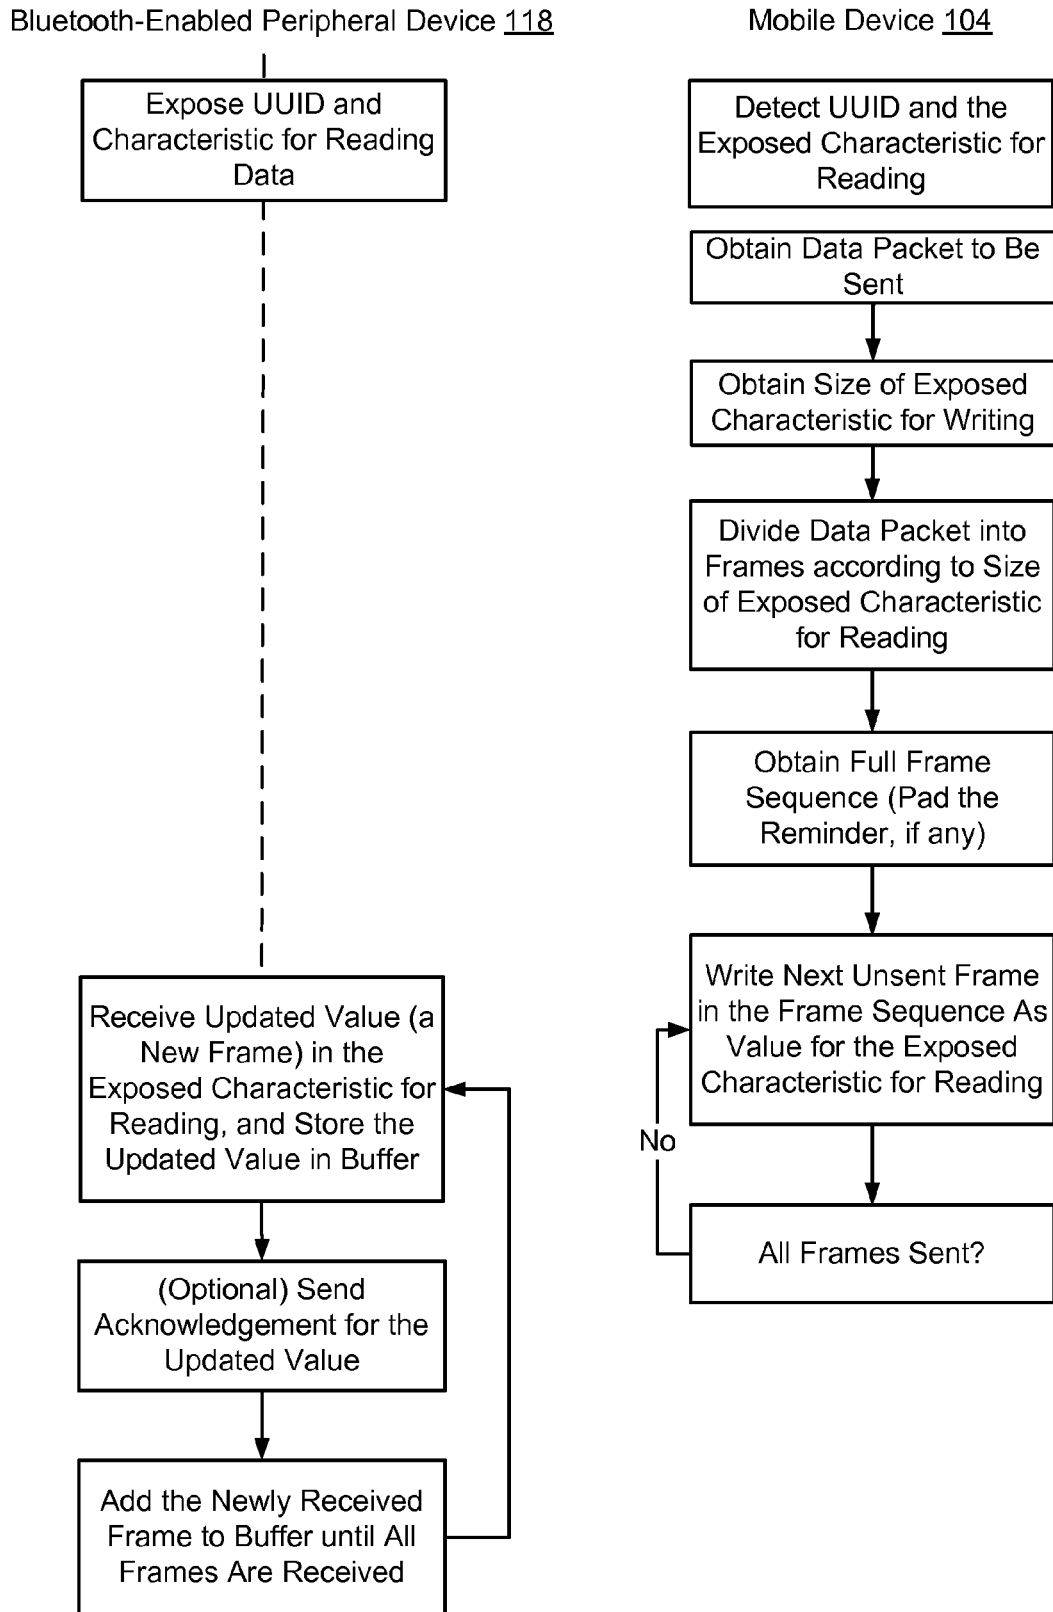 Bluetooth-Enabled Peripheral Device 118
Expose UUID and
Characteristic for Reading
Data
Receive Updated Value (a
New Frame) in the
Exposed Characteristic for
Reading, and Store the
Updated Value in Buffer
(Optional) Send
Acknowledgement for the
Updated Value
Add the Newly Received
Frame to Buffer until All
Frames Are Received
Mobile Device 104
Detect UUID and the
Exposed Characteristic for
Reading
Obtain Data Packet to Be
Sent
Obtain Size of Exposed
Characteristic for Writing
Divide Data Packet into
Frames according to Size
of Exposed Characteristic
for Reading
Obtain Full Frame
Sequence (Pad the
Reminder, if any)
Write Next Unsent Frame
in the Frame Sequence As
Value for the Exposed
Characteristic for Reading
No
All Frames Sent?